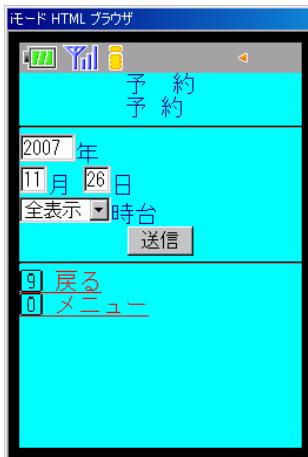 iモード HTML ブラウザ
予 約
予 約
2007 年
11 月 26 日
全表示 時台
送信
9 戻る
0 メニュー